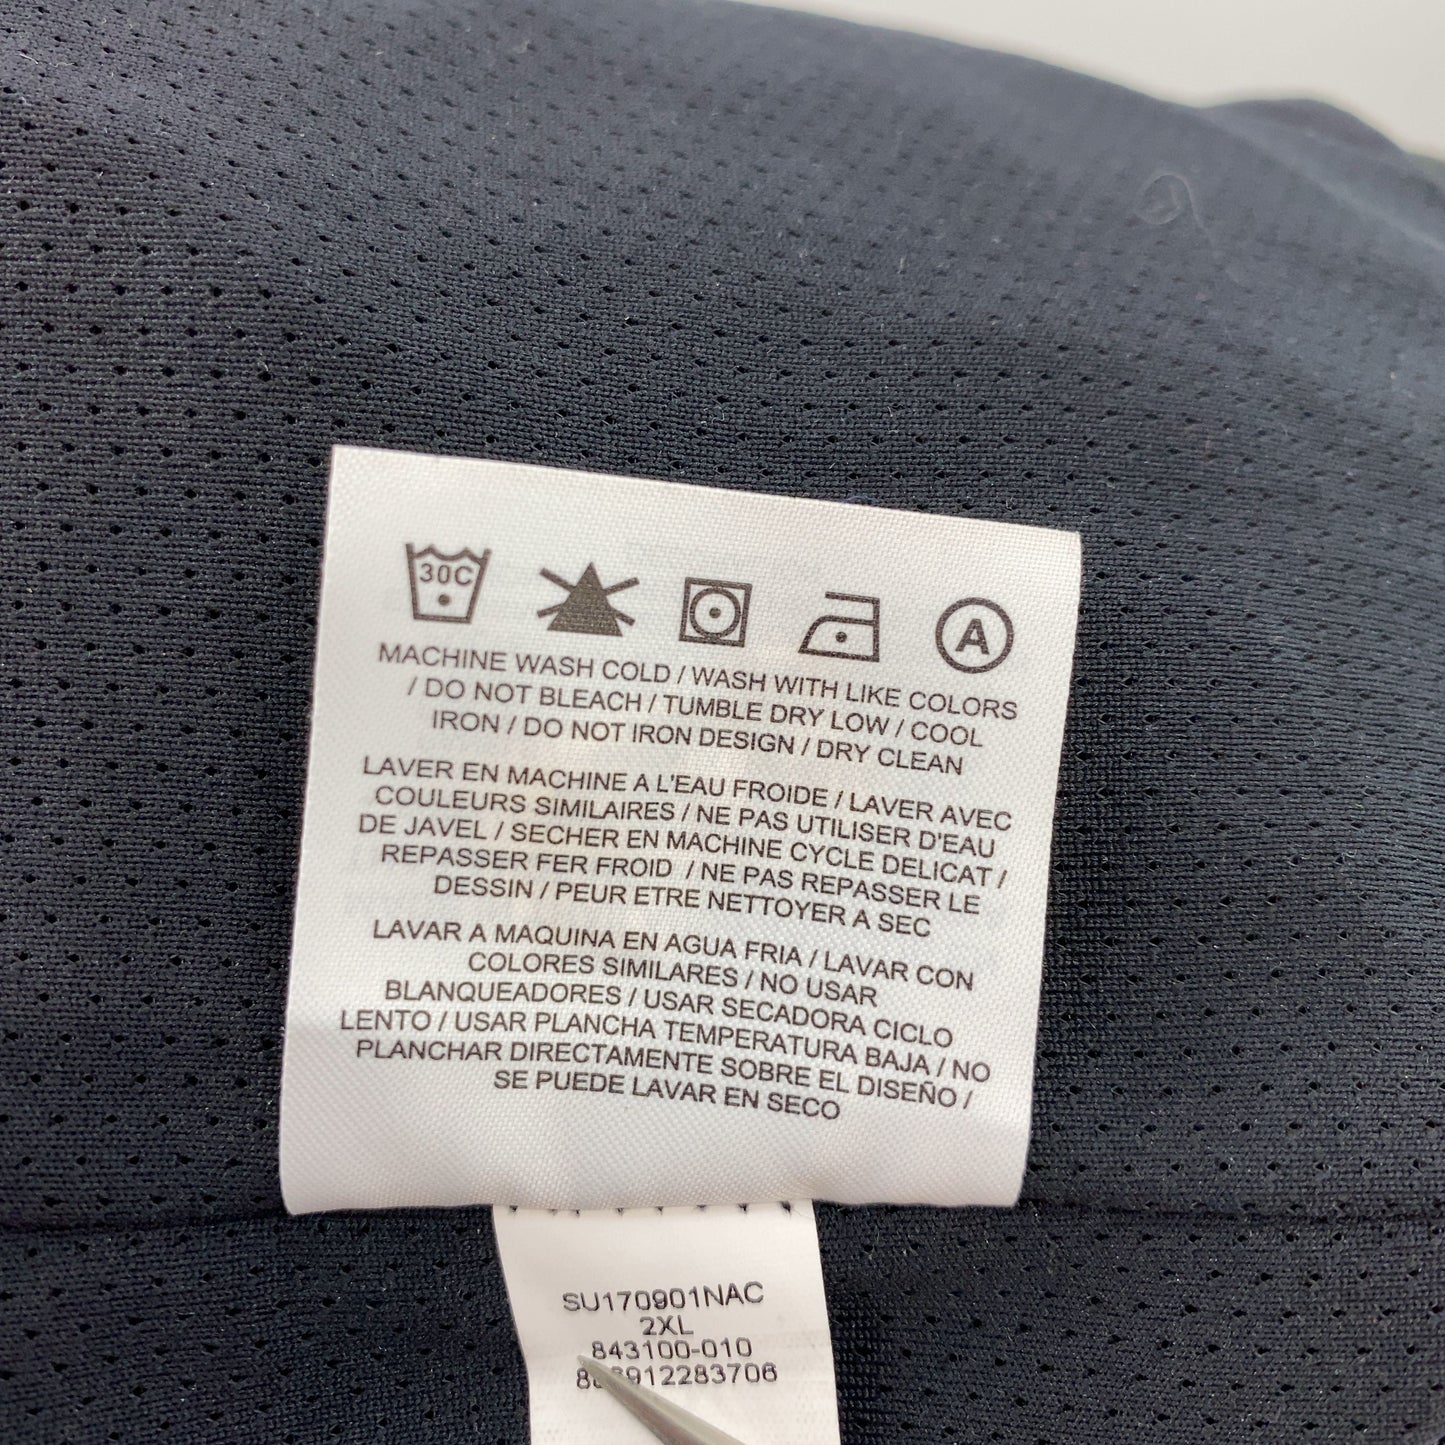 30C
A
MACHINE WASH COLD / WASH WITH LIKE COLORS
/ DO NOT BLEACH / TUMBLE DRY LOW / COOL
IRON / DO NOT IRON DESIGN / DRY CLEAN
LAVER EN MACHINE A L'EAU FROIDE / LAVER AVEC
COULEURS SIMILAIRES / NE PAS UTILISER D'EAU
DE JAVEL / SECHER EN MACHINE CYCLE DELICAT /
REPASSER FER FROID / NE PAS REPASSER LE
DESSIN / PEUR ETRE NETTOYER A SEC
LAVAR A MAQUINA EN AGUA FRIA / LAVAR CON
COLORES SIMILARES / NO USAR
BLANQUEADORES / USAR SECADORA CICLO
LENTO / USAR PLANCHA TEMPERATURA BAJA / NO
PLANCHAR DIRECTAMENTE SOBRE EL DISEÑO /
SE PUEDE LAVAR EN SECO
SU170901NAC
2XL
843100-010